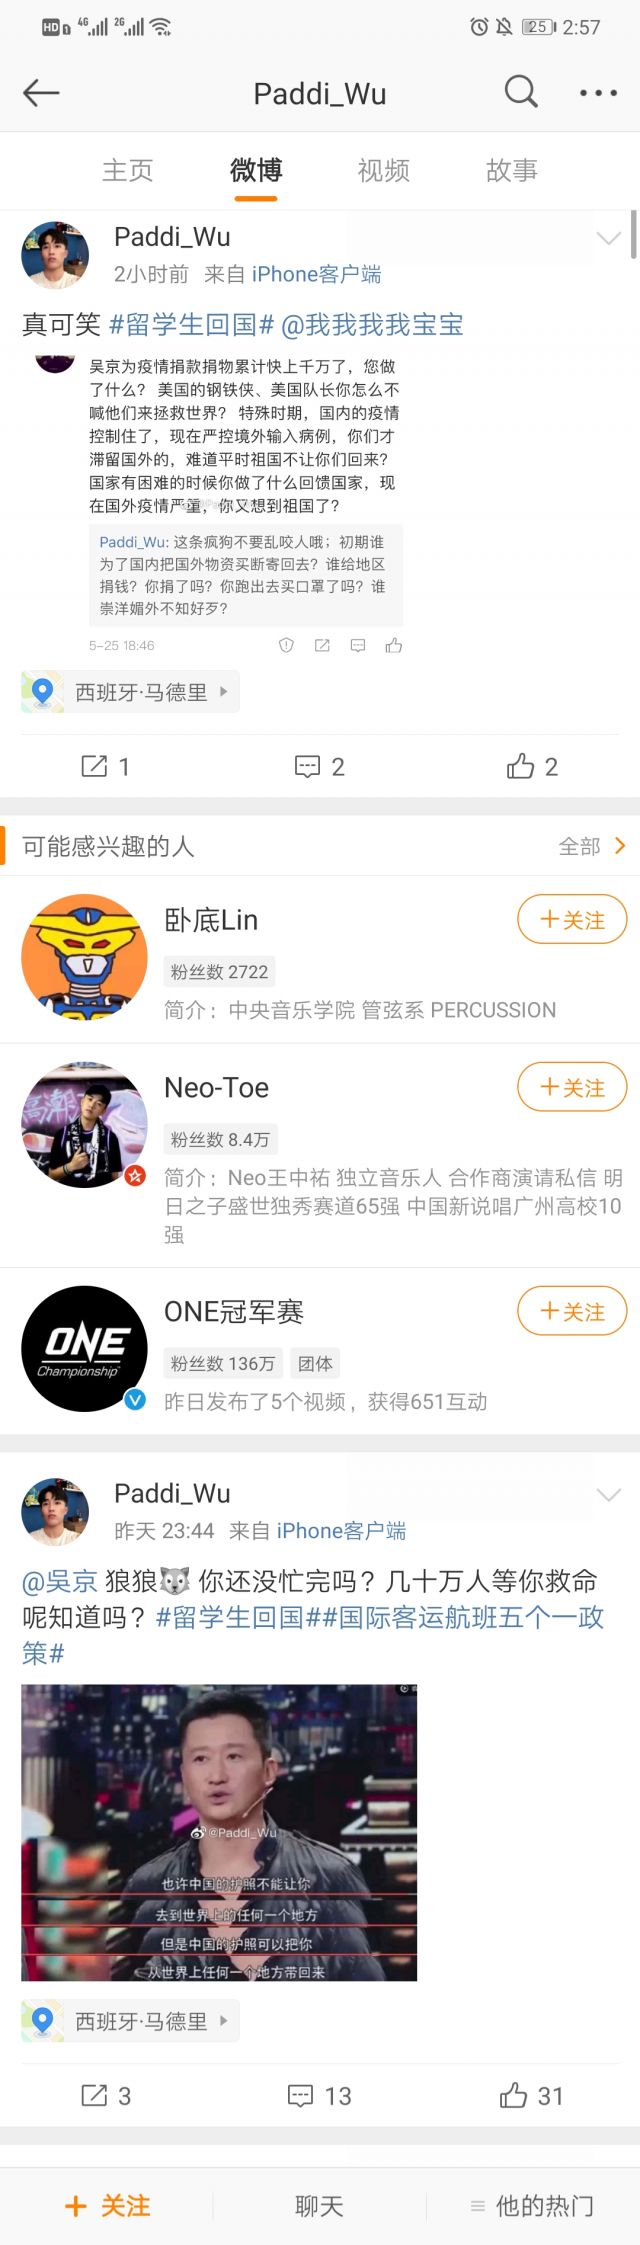 HD 4G 2G 25 2:57
Paddi_Wu
主页 微博 视频 故事
Paddi_Wu
2小时前 来自 iPhone客户端
真可笑 #留学生回国# @我我我我宝宝
吴京为疫情捐款捐物累计快上千万了，您做
了什么？ 美国的钢铁侠、美国队长你怎么不
喊他们来拯救世界？ 特殊时期，国内的疫情
控制住了，现在严控境外输入病例，你们才
滞留国外的，难道平时祖国不让你们回来？
国家有困难的时候你做了什么回馈国家，现
在国外疫情严重，你又想到祖国了？
Paddi_Wu: 这条疯狗不要乱咬人哦；初期谁
为了国内把国外物资买断寄回去？谁给地区
捐钱？你捐了吗？你跑出去买口罩了吗？谁
崇洋媚外不知好歹？
5-25 18:46
西班牙·马德里
1 2 2
可能感兴趣的人 全部
卧底Lin +关注
粉丝数 2722
简介：中央音乐学院 管弦系 PERCUSSION
Neo-Toe +关注
粉丝数 8.4万
简介：Neo王中祐 独立音乐人 合作商演请私信 明
日之子盛世独秀赛道65强 中国新说唱广州高校10
强
ONE冠军赛 +关注
ONE
Championship
粉丝数 136万 团体
昨日发布了5个视频，获得651互动
Paddi_Wu
昨天 23:44 来自 iPhone客户端
@吴京 狼狼🐺 你还没忙完吗？几十万人等你救命
呢知道吗？#留学生回国##国际客运航班五个一政
策#
@Paddi_Wu
也许中国的护照不能让你
去到世界上的任何一个地方
但是中国的护照可以把你
从世界上任何一个地方带回来
西班牙·马德里
3 13 31
+ 关注 聊天 他的热门